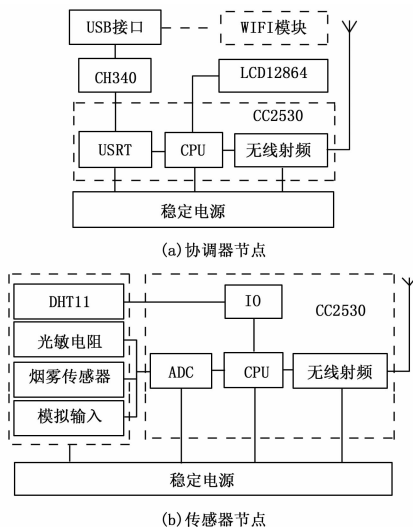 USB接口
WIFI模块
CH340
LCD12864
CC2530
USRT
CPU
无线射频
稳定电源
(a)协调器节点
DHT11
IO
CC2530
光敏电阻
烟雾传感器
ADC
CPU
无线射频
模拟输入
稳定电源
(b)传感器节点